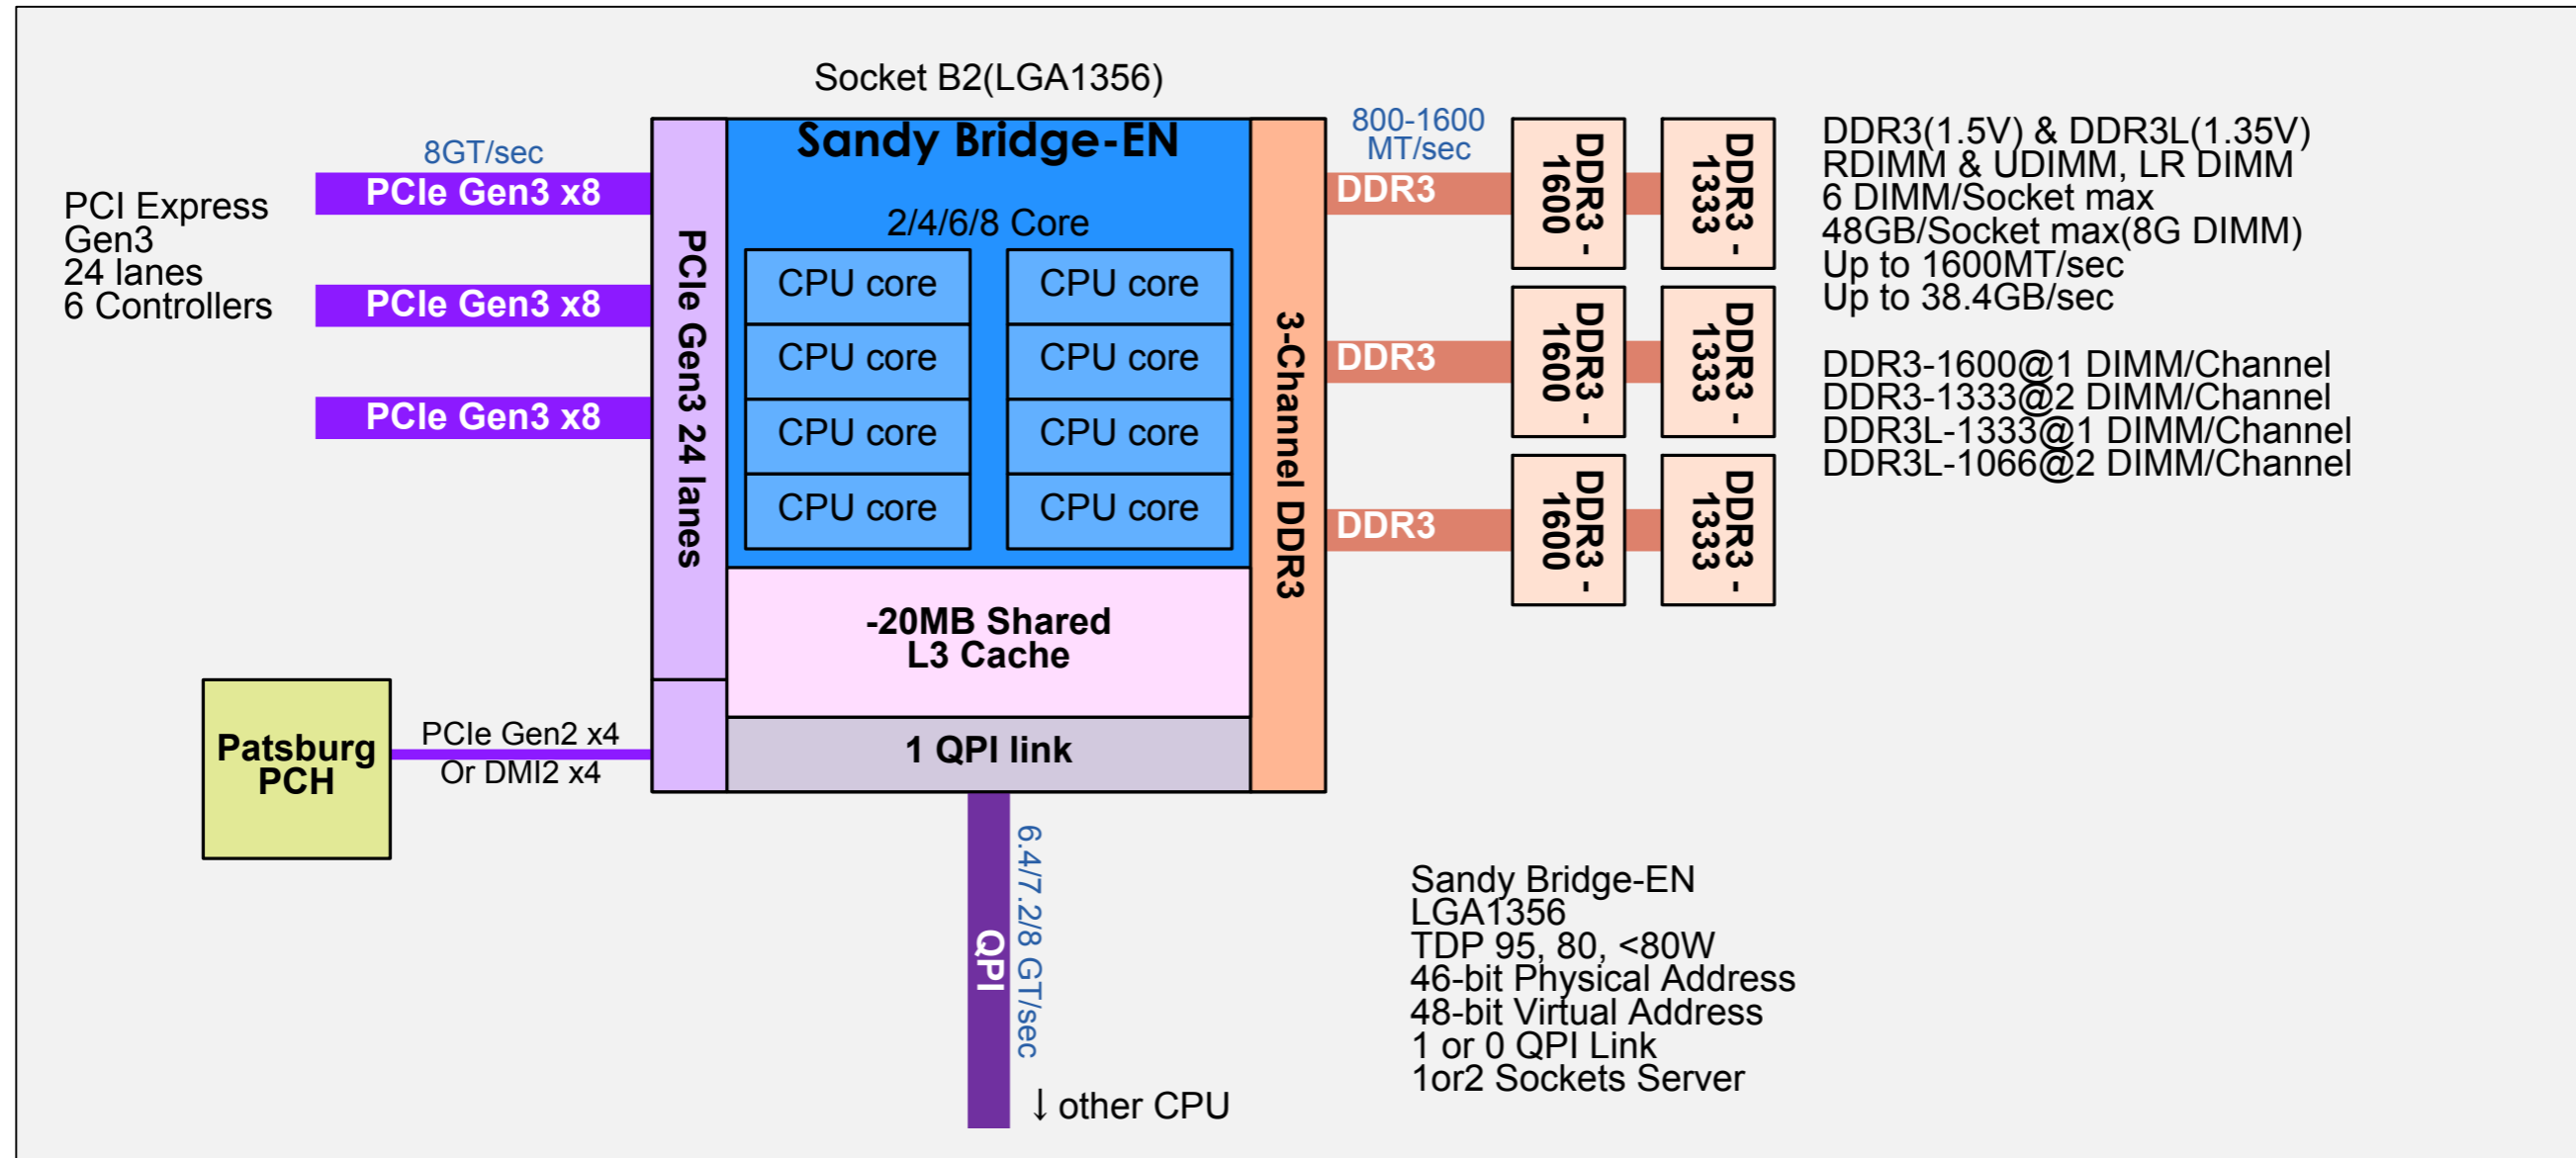 Socket B2(LGA1356)
Sandy Bridge-EN
2/4/6/8 Core
CPU core
CPU core
CPU core
CPU core
CPU core
CPU core
CPU core
CPU core
-20MB Shared
L3 Cache
1 QPI link
PCIe Gen3 24 lanes
3-Channel DDR3
8GT/sec
PCIe Gen3 x8
PCIe Gen3 x8
PCIe Gen3 x8
PCI Express
Gen3
24 lanes
6 Controllers
Patsburg
PCH
PCIe Gen2 x4
Or DMI2 x4
QPI
6.4/7.2/8 GT/sec
↓ other CPU
800-1600
MT/sec
DDR3
DDR3 -
1600
DDR3 -
1333
DDR3
DDR3 -
1600
DDR3 -
1333
DDR3
DDR3 -
1600
DDR3 -
1333
DDR3(1.5V) & DDR3L(1.35V)
RDIMM & UDIMM, LR DIMM
6 DIMM/Socket max
48GB/Socket max(8G DIMM)
Up to 1600MT/sec
Up to 38.4GB/sec
DDR3-1600@1 DIMM/Channel
DDR3-1333@2 DIMM/Channel
DDR3L-1333@1 DIMM/Channel
DDR3L-1066@2 DIMM/Channel
Sandy Bridge-EN
LGA1356
TDP 95, 80, <80W
46-bit Physical Address
48-bit Virtual Address
1 or 0 QPI Link
1or2 Sockets Server